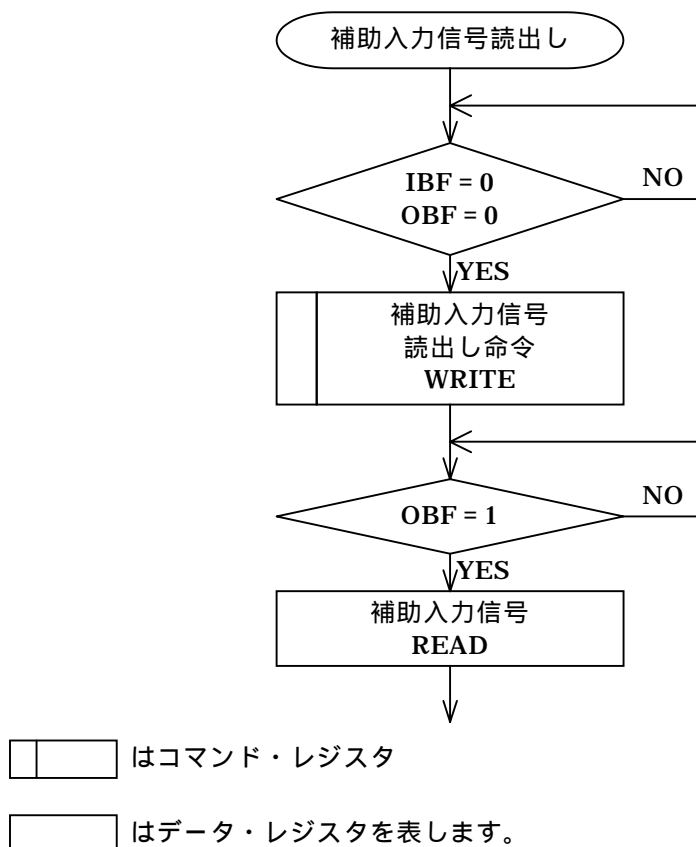 補助入力信号読出し
IBF = 0
NO
OBF = 0
YES
補助入力信号
読出し命令
WRITE
NO
OBF = 1
YES
補助入力信号
READ
はコマンド・レジスタ
はデータ・レジスタを表します。